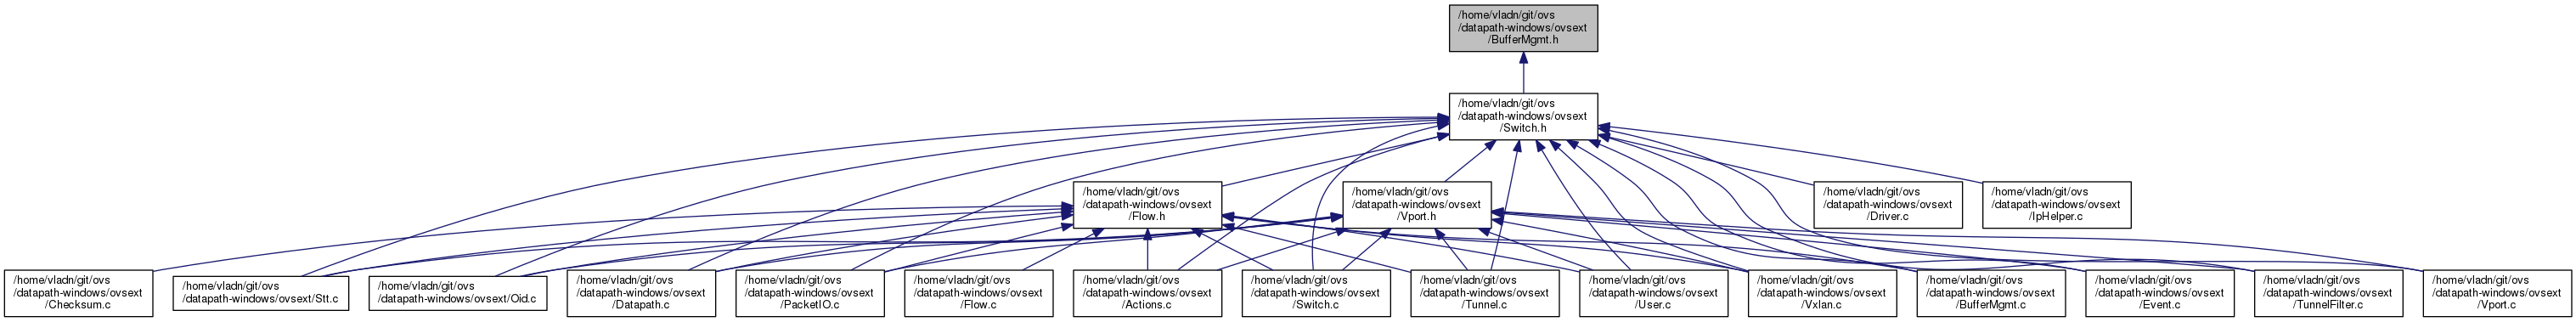 /home/vladn/git/ovs
/datapath-windows/ovsext
/BufferMgmt.h
/home/vladn/git/ovs
/datapath-windows/ovsext
/Switch.h
/home/vladn/git/ovs
/datapath-windows/ovsext
/Flow.h
/home/vladn/git/ovs
/datapath-windows/ovsext
/Vport.h
/home/vladn/git/ovs
/datapath-windows/ovsext
/Driver.c
/home/vladn/git/ovs
/datapath-windows/ovsext
/IpHelper.c
/home/vladn/git/ovs
/datapath-windows/ovsext
/Checksum.c
/home/vladn/git/ovs
/datapath-windows/ovsext/Stt.c
/home/vladn/git/ovs
/datapath-windows/ovsext/Oid.c
/home/vladn/git/ovs
/datapath-windows/ovsext
/Datapath.c
/home/vladn/git/ovs
/datapath-windows/ovsext
/PacketIO.c
/home/vladn/git/ovs
/datapath-windows/ovsext
/Flow.c
/home/vladn/git/ovs
/datapath-windows/ovsext
/Actions.c
/home/vladn/git/ovs
/datapath-windows/ovsext
/Switch.c
/home/vladn/git/ovs
/datapath-windows/ovsext
/Tunnel.c
/home/vladn/git/ovs
/datapath-windows/ovsext
/User.c
/home/vladn/git/ovs
/datapath-windows/ovsext
/Vxlan.c
/home/vladn/git/ovs
/datapath-windows/ovsext
/BufferMgmt.c
/home/vladn/git/ovs
/datapath-windows/ovsext
/Event.c
/home/vladn/git/ovs
/datapath-windows/ovsext
/TunnelFilter.c
/home/vladn/git/ovs
/datapath-windows/ovsext
/Vport.c